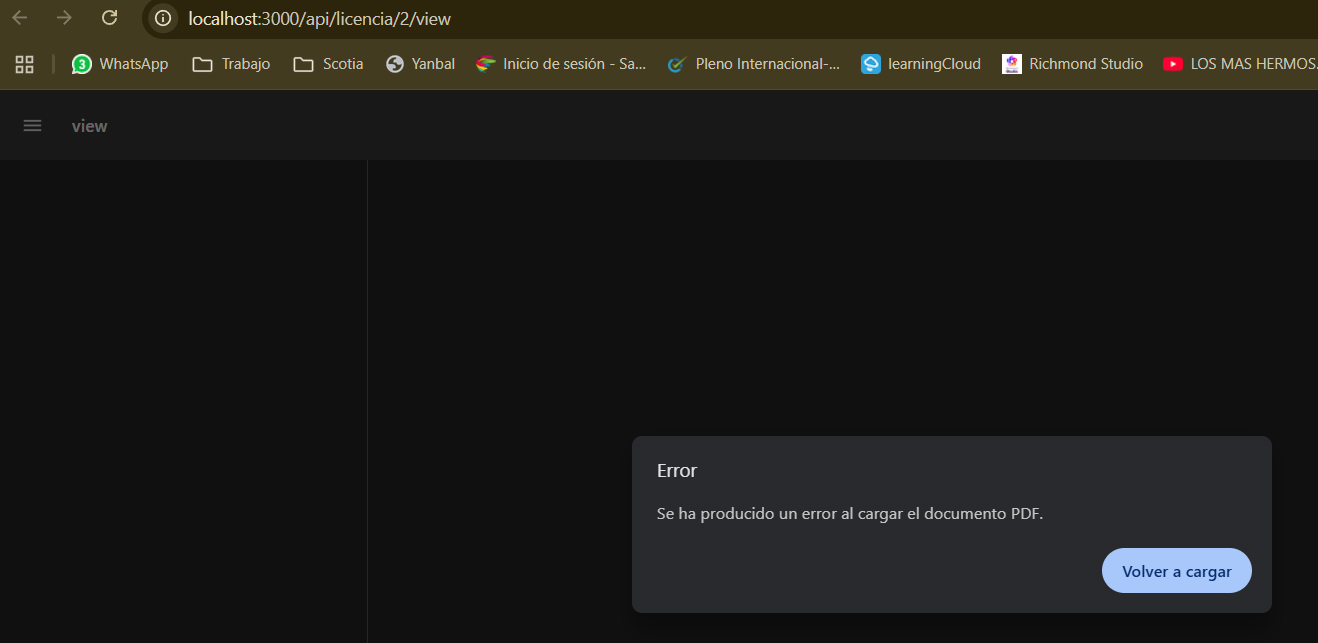 localhost:3000/api/licencia/2/view
3 WhatsApp Trabajo Scotia Yanbal Inicio de sesión - Sa... Pleno Internacional-... learningCloud Richmond Studio LOS MAS HERMOS
view
Error
Se ha producido un error al cargar el documento PDF.
Volver a cargar